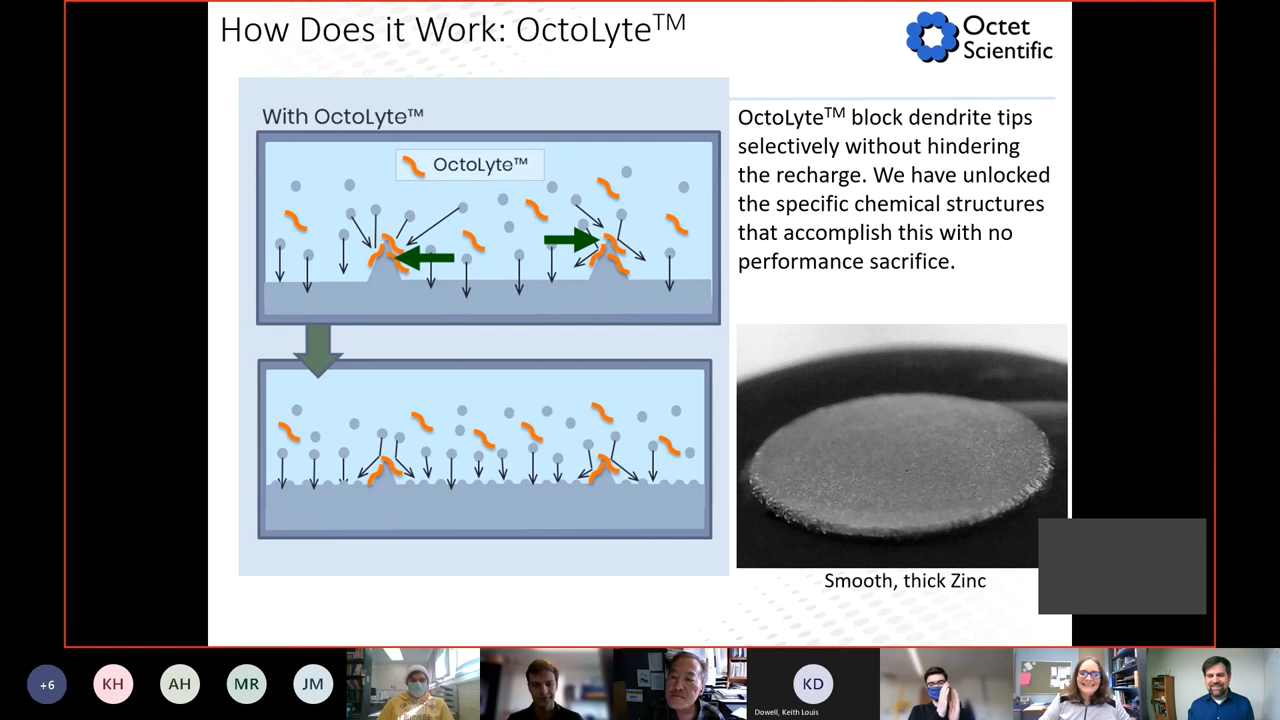 How Does it Work: OctoLyte™
Octet
Scientific
With OctoLyte™
OctoLyte™
OctoLyte™ block dendrite tips
selectively without hindering
the recharge. We have unlocked
the specific chemical structures
that accomplish this with no
performance sacrifice.
Smooth, thick Zinc
+6
KH
AH
MR
JM
KD
Dowell, Keith Louis